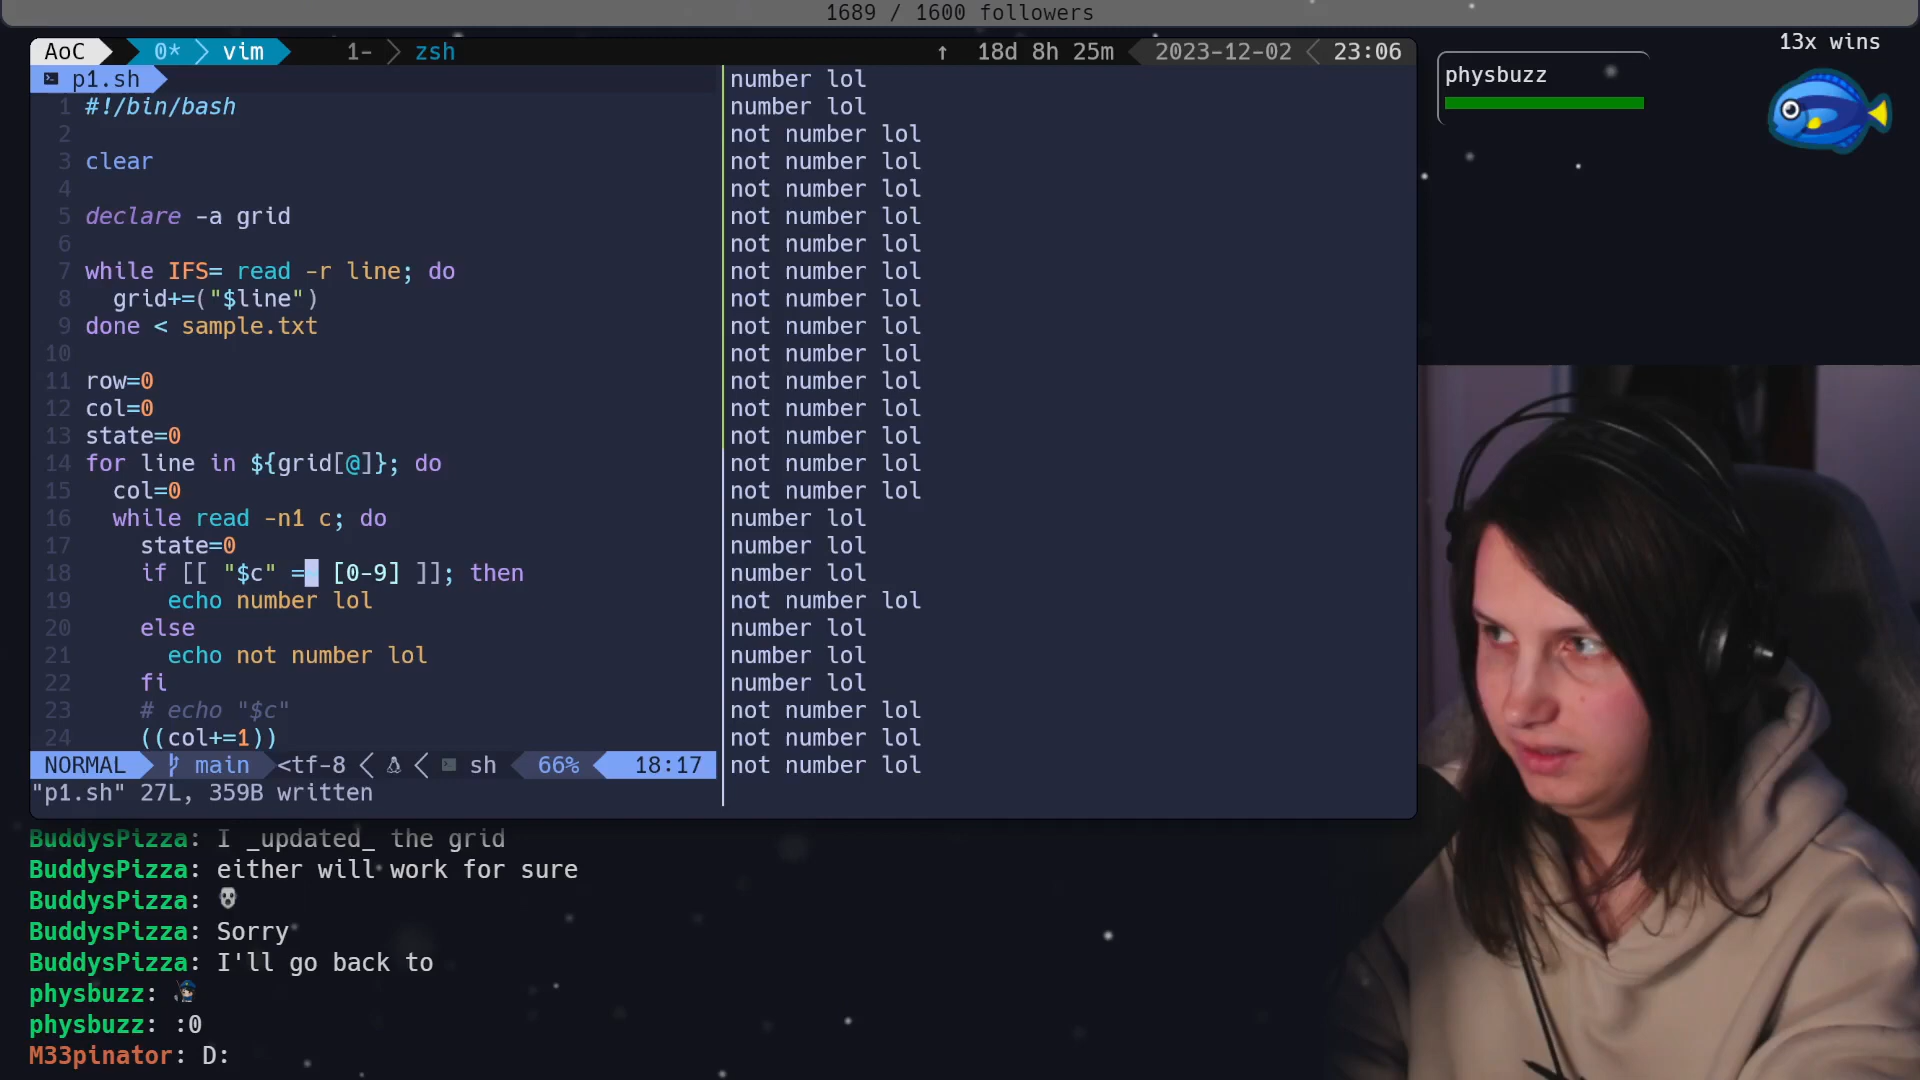 1689 / 1600 followers
AoC 0* vim 1- zsh ↑ 18d 8h 25m 2023-12-02 23:06
p1.sh
1 #!/bin/bash
2
3 clear
4
5 declare -a grid
6
7 while IFS= read -r line; do
8 grid+=("$line")
9 done < sample.txt
10
11 row=0
12 col=0
13 state=0
14 for line in ${grid[@]}; do
15 col=0
16 while read -n1 c; do
17 state=0
18 if [[ "$c" == [0-9] ]]; then
19 echo number lol
20 else
21 echo not number lol
22 fi
23 # echo "$c"
24 ((col+=1))
NORMAL main <tf-8 sh 66% 18:17
"p1.sh" 27L, 359B written
number lol
number lol
not number lol
not number lol
not number lol
not number lol
not number lol
not number lol
not number lol
not number lol
not number lol
not number lol
not number lol
not number lol
not number lol
not number lol
number lol
number lol
number lol
not number lol
number lol
number lol
number lol
not number lol
not number lol
not number lol
physbuzz
13x wins
BuddysPizza: I _updated_ the grid
BuddysPizza: either will work for sure
BuddysPizza:
BuddysPizza: Sorry
BuddysPizza: I'll go back to
physbuzz:
physbuzz: :0
M33pinator: D: